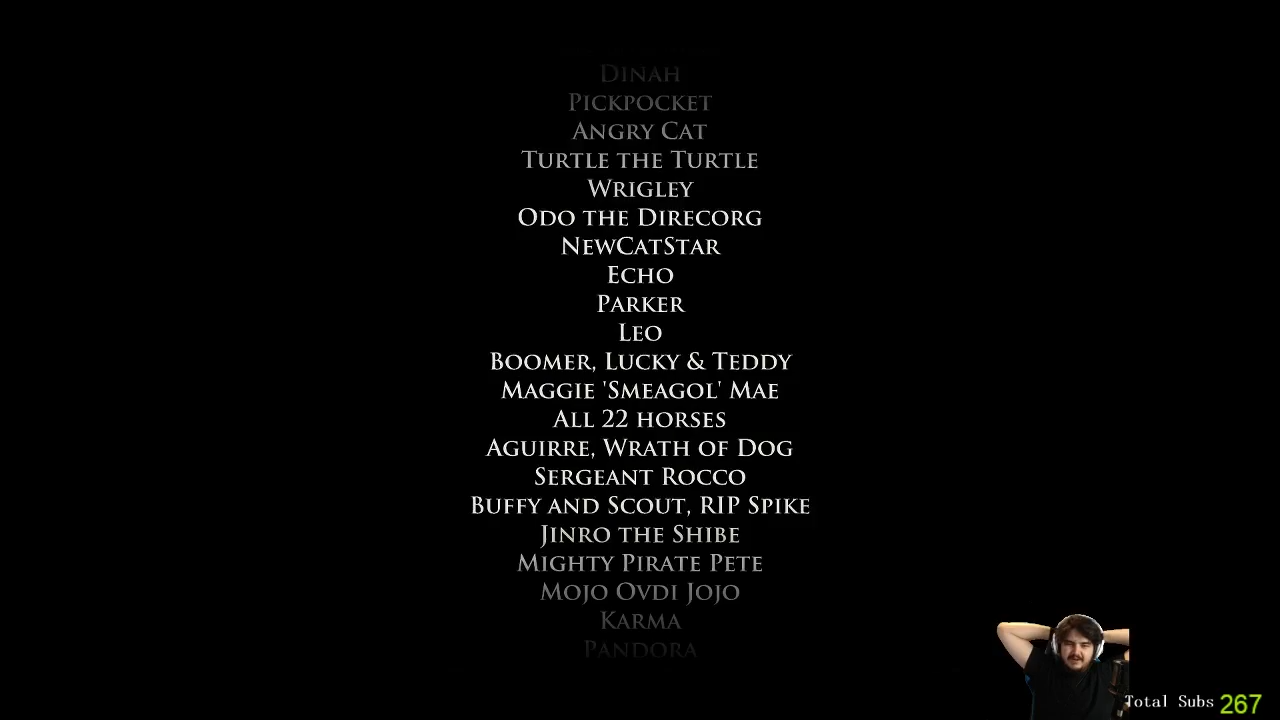 Dinah
Pickpocket
Angry Cat
Turtle the Turtle
Wrigley
Odo the Direcorg
NewCatStar
Echo
Parker
Leo
Boomer, Lucky & Teddy
Maggie 'Smeagol' Mae
All 22 horses
Aguirre, Wrath of Dog
Sergeant Rocco
Buffy and Scout, RIP Spike
Jinro the Shibe
Mighty Pirate Pete
Mojo Ovdi Jojo
Karma
Pandora
Total Subs 267